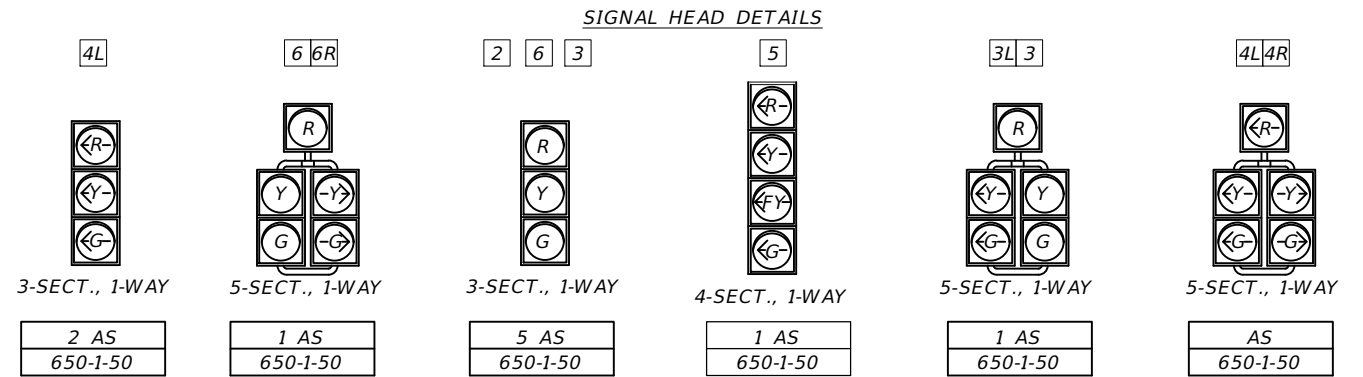 SIGNAL HEAD DETAILS
4L
6 6R
2 6 3
5
3L 3
4L 4R
R
Y
G
R
Y Y
G G
R
Y
G
R
Y
FY
G
R
Y Y
G G
R
Y Y
G G
3-SECT., 1-WAY
5-SECT., 1-WAY
3-SECT., 1-WAY
4-SECT., 1-WAY
5-SECT., 1-WAY
5-SECT., 1-WAY
2 AS
650-1-50
1 AS
650-1-50
5 AS
650-1-50
1 AS
650-1-50
1 AS
650-1-50
AS
650-1-50